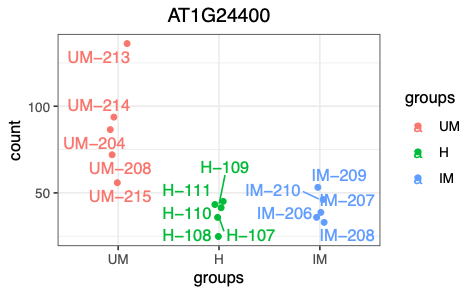 AT1G24400
count
100
50
UM−213
UM−214
UM−204
UM−208
UM−215
H−109
H−111
H−110
H−108
H−107
IM−209
IM−210
IM−207
IM−206
IM−208
UM
H
IM
groups
groups
a UM
a H
a IM